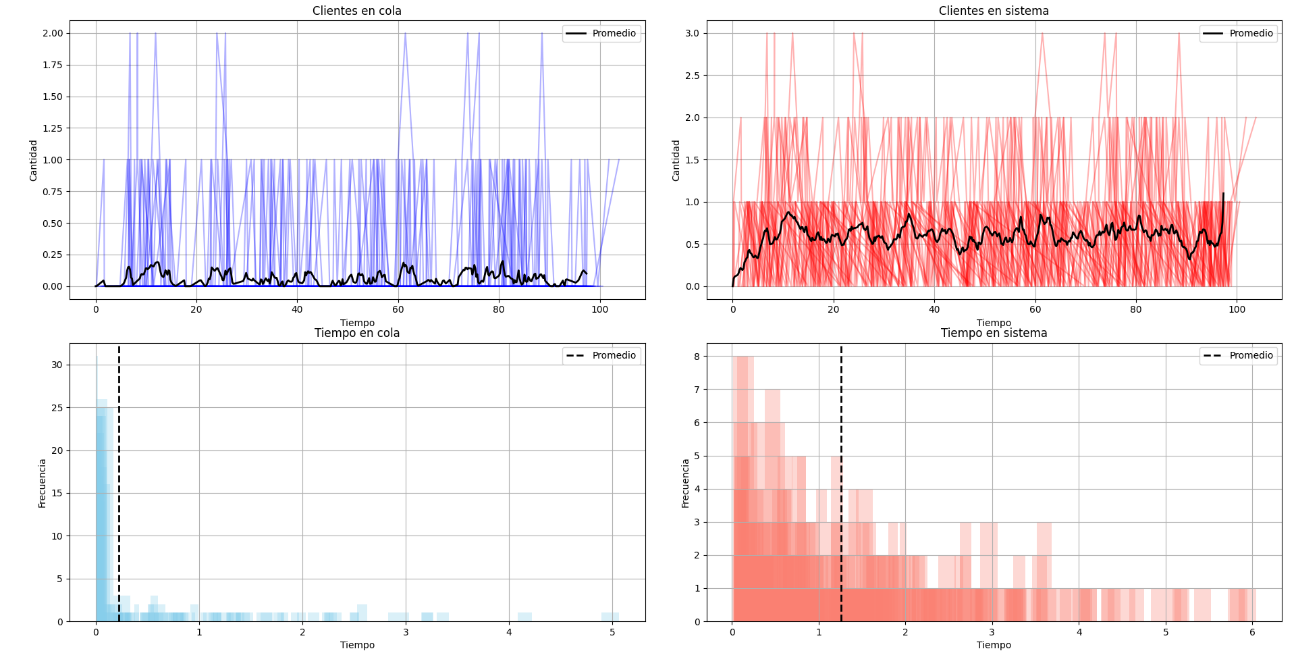 Clientes en cola
Promedio
Cantidad
2.00
1.75
1.50
1.25
1.00
0.75
0.50
0.25
0.00
0 20 40 60 80 100
Tiempo
Clientes en sistema
Promedio
Cantidad
3.0
2.5
2.0
1.5
1.0
0.5
0.0
0 20 40 60 80 100
Tiempo
Tiempo en cola
Promedio
Frecuencia
30
25
20
15
10
5
0
0 1 2 3 4 5
Tiempo
Tiempo en sistema
Promedio
Frecuencia
8
7
6
5
4
3
2
1
0
0 1 2 3 4 5 6
Tiempo